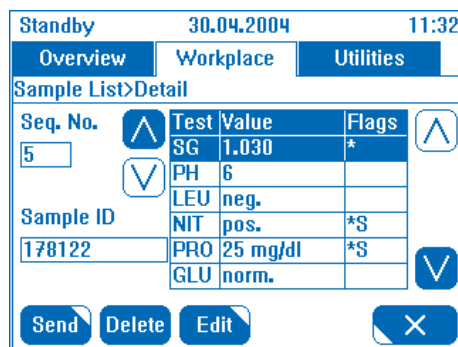 Standby 30.04.2004 11:32
Overview Workplace Utilities
Sample List>Detail
Seq. No.
5
Sample ID
178122
Test Value Flags
SG 1.030 *
PH 6
LEU neg.
NIT pos. *S
PRO 25 mg/dl *S
GLU norm.
Send Delete Edit